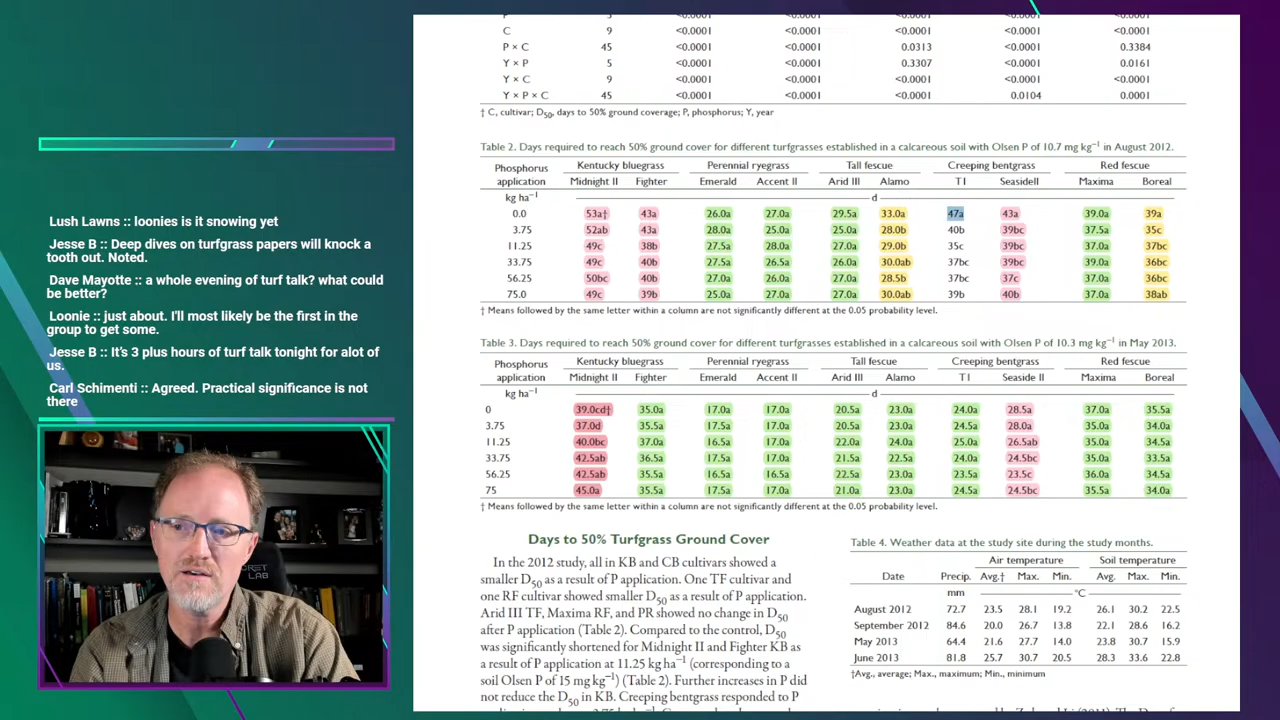 Lush Lawns :: loonies is it snowing yet
Jesse B :: Deep dives on turfgrass papers will knock a
tooth out. Noted.
Dave Mayotte :: a whole evening of turf talk? what could
be better?
Loonie :: just about. I'll most likely be the first in the
group to get some.
Jesse B :: It's 3 plus hours of turf talk tonight for alot of
us.
Carl Schimenti :: Agreed. Practical significance is not
there
C 9 <0.0001 <0.0001 <0.0001 <0.0001 <0.0001
P × C 45 <0.0001 <0.0001 0.0313 <0.0001 0.3384
Y × P 5 <0.0001 <0.0001 0.3307 <0.0001 0.0161
Y × C 9 <0.0001 <0.0001 <0.0001 <0.0001 <0.0001
Y × P × C 45 <0.0001 <0.0001 <0.0001 0.0104 0.0001
† C, cultivar; D50, days to 50% ground coverage; P, phosphorus; Y, year
Table 2. Days required to reach 50% ground cover for different turfgrasses established in a calcareous soil with Olsen P of 10.7 mg kg−1 in August 2012.
Phosphorus Kentucky bluegrass Perennial ryegrass Tall fescue Creeping bentgrass Red fescue
application Midnight II Fighter Emerald Accent II Arid III Alamo T1 SeasideII Maxima Boreal
kg ha−1 d
0.0 53a† 43a 26.0a 27.0a 29.5a 33.0a 47a 43a 39.0a 39a
3.75 52ab 43a 28.0a 25.0a 25.0a 28.0b 40b 39bc 37.5a 35c
11.25 49c 38b 27.5a 28.0a 27.0a 29.0b 35c 39bc 37.0a 37bc
33.75 49c 40b 27.5a 26.5a 26.0a 30.0ab 37bc 39bc 39.0a 36bc
56.25 50bc 40b 27.0a 26.0a 27.0a 28.5b 37bc 37c 37.0a 36bc
75.0 49c 39b 25.0a 27.0a 27.0a 30.0ab 39b 40b 37.0a 38ab
† Means followed by the same letter within a column are not significantly different at the 0.05 probability level.
Table 3. Days required to reach 50% ground cover for different turfgrasses established in a calcareous soil with Olsen P of 10.3 mg kg−1 in May 2013.
Phosphorus Kentucky bluegrass Perennial ryegrass Tall fescue Creeping bentgrass Red fescue
application Midnight II Fighter Emerald Accent II Arid III Alamo T1 Seaside II Maxima Boreal
kg ha−1 d
0 39.0cd† 35.0a 17.0a 17.0a 20.5a 23.0a 24.0a 28.5a 37.0a 35.5a
3.75 37.0d 35.5a 17.5a 17.0a 20.5a 23.0a 24.5a 28.0a 35.0a 34.0a
11.25 40.0bc 37.0a 16.5a 17.0a 22.0a 24.0a 25.0a 26.5ab 35.0a 34.5a
33.75 42.5ab 36.5a 17.5a 17.0a 21.5a 22.5a 24.0a 24.5bc 35.0a 33.5a
56.25 42.5ab 35.5a 16.5a 16.5a 22.5a 23.0a 23.5a 23.5c 36.0a 34.5a
75 45.0a 35.5a 17.5a 17.0a 21.0a 23.0a 24.5a 24.5bc 35.5a 34.0a
† Means followed by the same letter within a column are not significantly different at the 0.05 probability level.
Days to 50% Turfgrass Ground Cover
In the 2012 study, all in KB and CB cultivars showed a
smaller D50 as a result of P application. One TF cultivar and
one RF cultivar showed smaller D50 as a result of P application.
Arid III TF, Maxima RF, and PR showed no change in D50
after P application (Table 2). Compared to the control, D50
was significantly shortened for Midnight II and Fighter KB as
a result of P application at 11.25 kg ha−1 (corresponding to a
soil Olsen P of 15 mg kg−1) (Table 2). Further increases in P did
not reduce the D50 in KB. Creeping bentgrass responded to P
Table 4. Weather data at the study site during the study months.
Air temperature Soil temperature
Date Precip. Avg.† Max. Min. Avg. Max. Min.
mm °C
August 2012 72.7 23.5 28.1 19.2 26.1 30.2 22.5
September 2012 84.6 20.0 26.7 13.8 22.1 28.6 16.2
May 2013 64.4 21.6 27.7 14.0 23.8 30.7 15.9
June 2013 81.8 25.7 30.7 20.5 28.3 33.6 22.8
†Avg., average; Max., maximum; Min., minimum